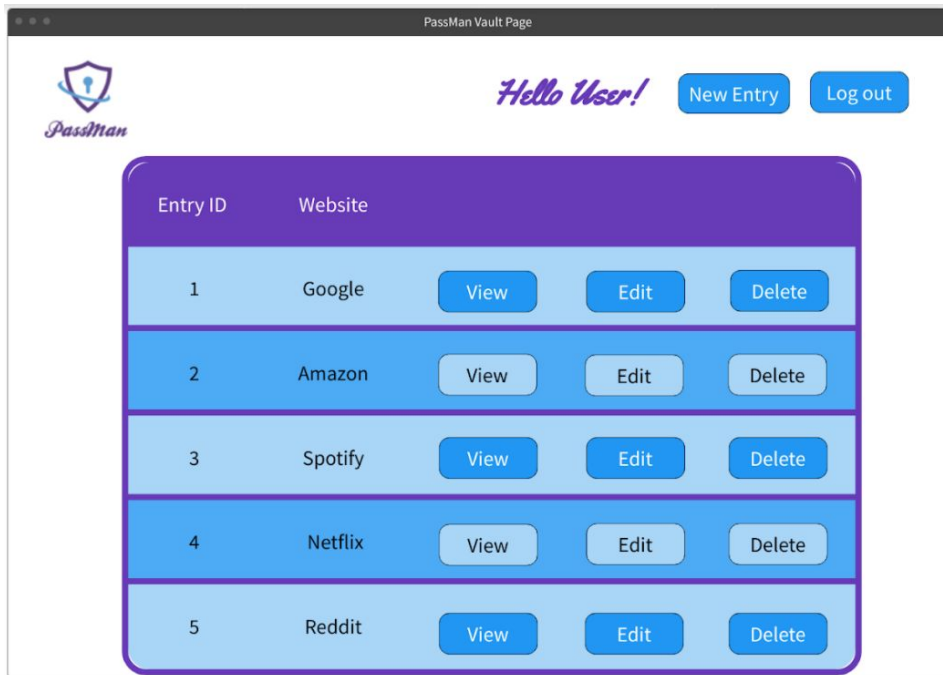 PassMan Vault Page
PassMan
Hello User!
New Entry
Log out
Entry ID Website
1 Google View Edit Delete
2 Amazon View Edit Delete
3 Spotify View Edit Delete
4 Netflix View Edit Delete
5 Reddit View Edit Delete